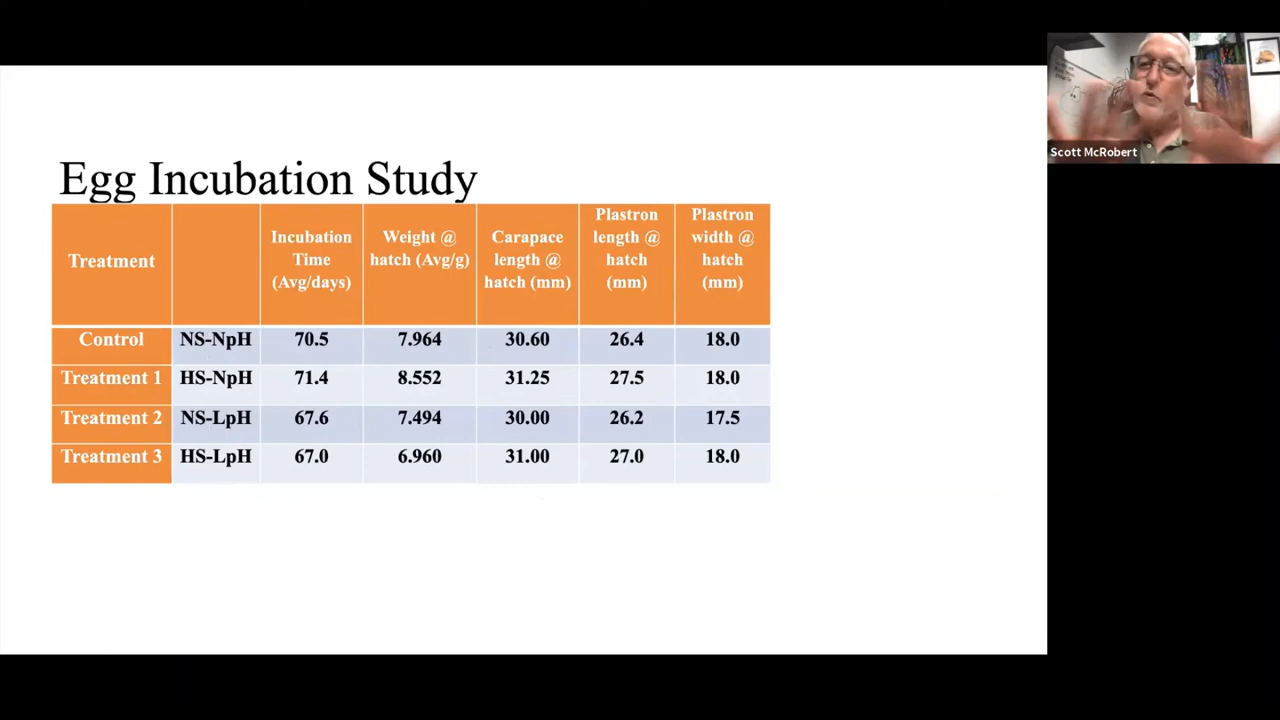 Egg Incubation Study
Treatment
Incubation
Time
(Avg/days)
Weight @
hatch (Avg/g)
Carapace
length @
hatch (mm)
Plastron
length @
hatch
(mm)
Plastron
width @
hatch
(mm)
Control NS-NpH 70.5 7.964 30.60 26.4 18.0
Treatment 1 HS-NpH 71.4 8.552 31.25 27.5 18.0
Treatment 2 NS-LpH 67.6 7.494 30.00 26.2 17.5
Treatment 3 HS-LpH 67.0 6.960 31.00 27.0 18.0
Scott McRobert